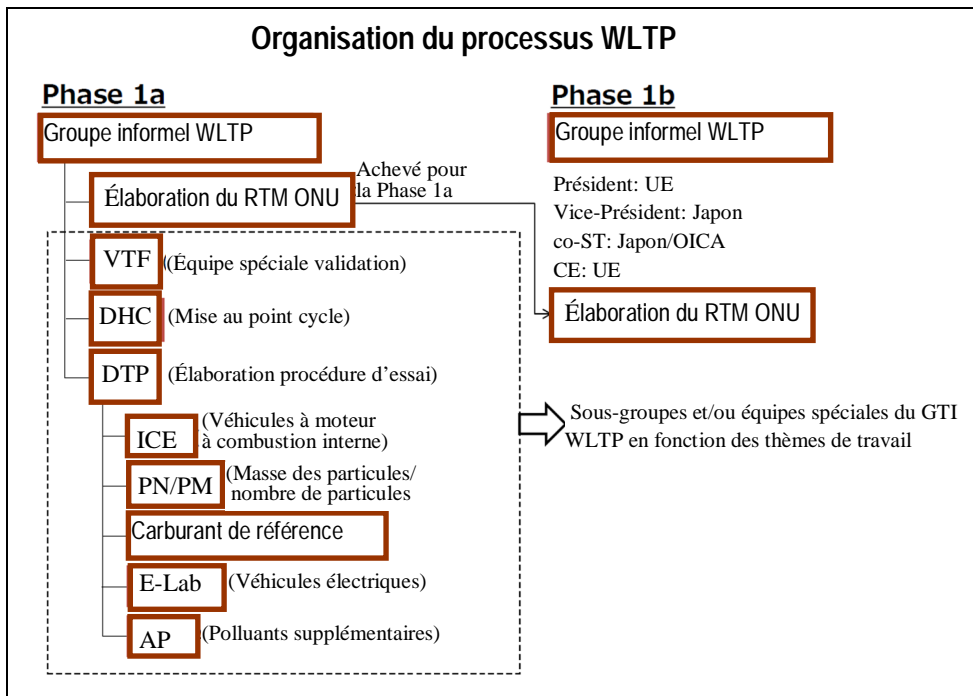 Organisation du processus WLTP
Phase 1a
Groupe informel WLTP
Élaboration du RTM ONU
Achevé pour
la Phase 1a
VTF
((Équipe spéciale validation)
DHC
(Mise au point cycle)
DTP
(Élaboration procédure d'essai)
ICE
(Véhicules à moteur
à combustion interne)
PN/PM
(Masse des particules/
nombre de particules
Carburant de référence
E-Lab
(Véhicules électriques)
AP
(Polluants supplémentaires)
Phase 1b
Groupe informel WLTP
Président: UE
Vice-Président: Japon
co-ST: Japon/OICA
CE: UE
Élaboration du RTM ONU
Sous-groupes et/ou équipes spéciales du GTI
WLTP en fonction des thèmes de travail